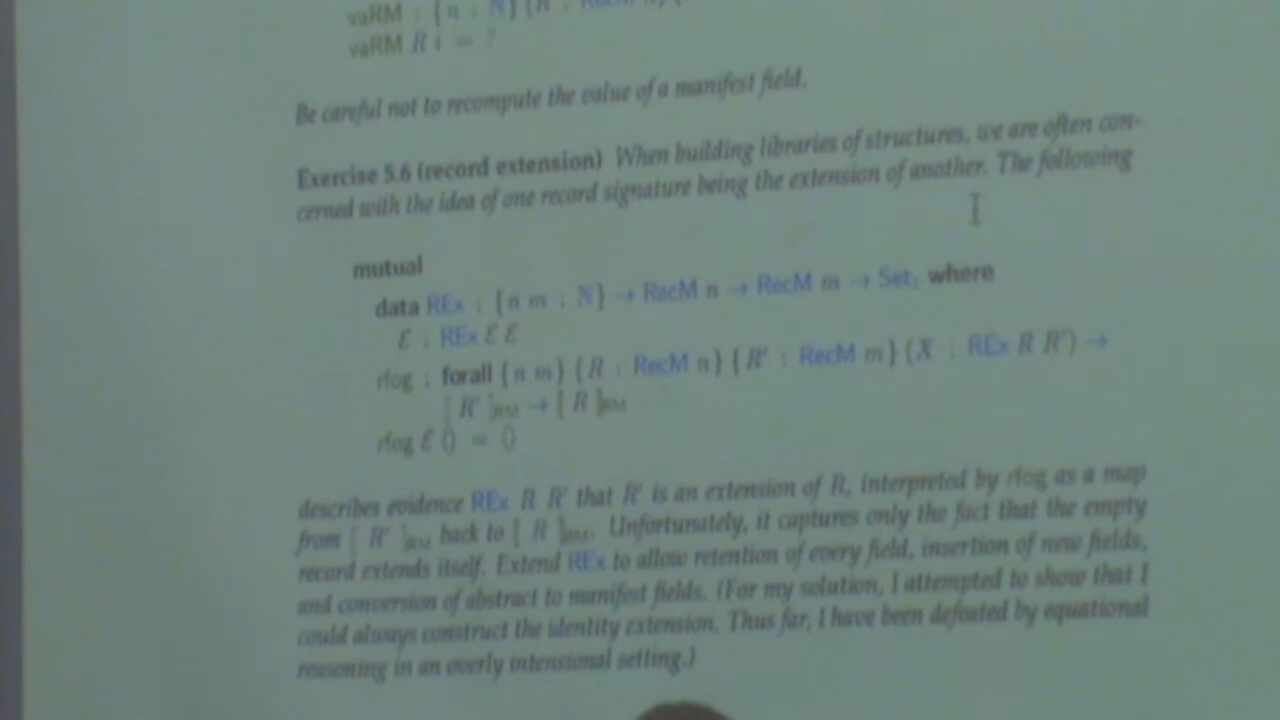 vaRM : {n : ℕ} (R : RecM n) (
vaRM R i = ?
Be careful not to recompute the value of a manifest field.
Exercise 5.6 (record extension) When building libraries of structures, we are often con-
cerned with the idea of one record signature being the extension of another. The following
mutual
data REx : {n m : ℕ} → RecM n → RecM m → Set₁ where
ℰ : REx ℰ ℰ
rfog : forall {n m} {R : RecM n} {R' : RecM m} (X : REx R R') →
⟦ R' ⟧RM → ⟦ R ⟧RM
rfog ℰ ⟨⟩ = ⟨⟩
describes evidence REx R R' that R' is an extension of R, interpreted by rfog as a map
from ⟦ R' ⟧RM back to ⟦ R ⟧RM. Unfortunately, it captures only the fact that the empty
record extends itself. Extend REx to allow retention of every field, insertion of new fields,
and conversion of abstract to manifest fields. (For my solution, I attempted to show that I
could always construct the identity extension. Thus far, I have been defeated by equational
reasoning in an overly intensional setting.)